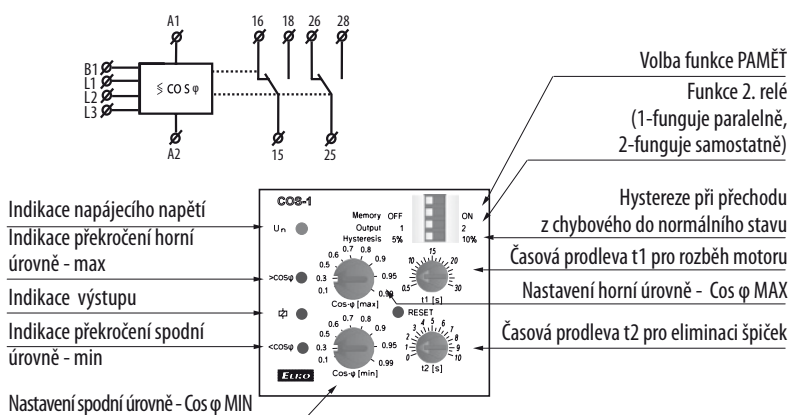 A1
16 18 26 28
B1
L1
L2
L3
≶ COS φ
A2
15 25
Volba funkce PAMĚŤ
Funkce 2. relé
(1-funguje paralelně,
2-funguje samostatně)
Hystereze při přechodu
z chybového do normálního stavu
Časová prodleva t1 pro rozběh motoru
Nastavení horní úrovně - Cos φ MAX
Časová prodleva t2 pro eliminaci špiček
Indikace napájecího napětí
Indikace překročení horní
úrovně - max
Indikace výstupu
Indikace překročení spodní
úrovně - min
Nastavení spodní úrovně - Cos φ MIN
COS-1
Un
Memory OFF ON
Output 1 2
Hysteresis 5% 10%
>cosφ
0.1 0.3 0.5 0.6 0.7 0.8 0.9 0.95 0.99
Cos-φ [max]
0.5 5 10 15 20 25 30
t1 [s]
RESET
<cosφ
0.1 0.3 0.5 0.6 0.7 0.8 0.9 0.95 0.99
Cos-φ [min]
0 1 2 3 4 5 6 7 8 9 10
t2 [s]
ELKO